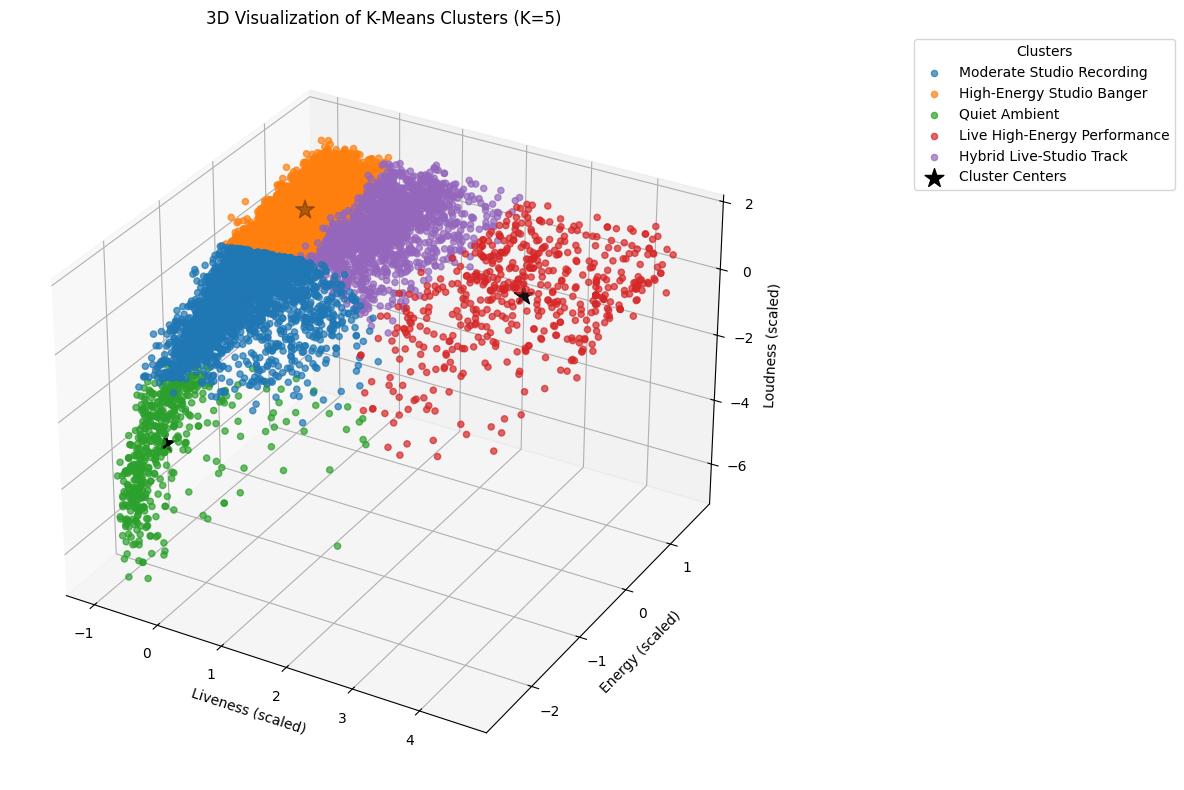 3D Visualization of K-Means Clusters (K=5)
Clusters
Moderate Studio Recording
High-Energy Studio Banger
Quiet Ambient
Live High-Energy Performance
Hybrid Live-Studio Track
Cluster Centers
2
0
−2
−4
−6
Loudness (scaled)
1
0
−1
−2
Energy (scaled)
−1
0
1
2
3
4
Liveness (scaled)